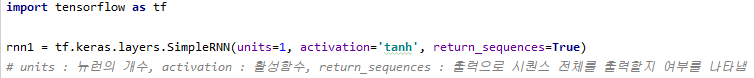 import tensorflow as tf
rnn1 = tf.keras.layers.SimpleRNN(units=1, activation='tanh', return_sequences=True)
# units : 뉴런의 개수, activation : 활성함수, return_sequences : 출력으로 시퀀스 전체를 출력할지 여부를 나타냄